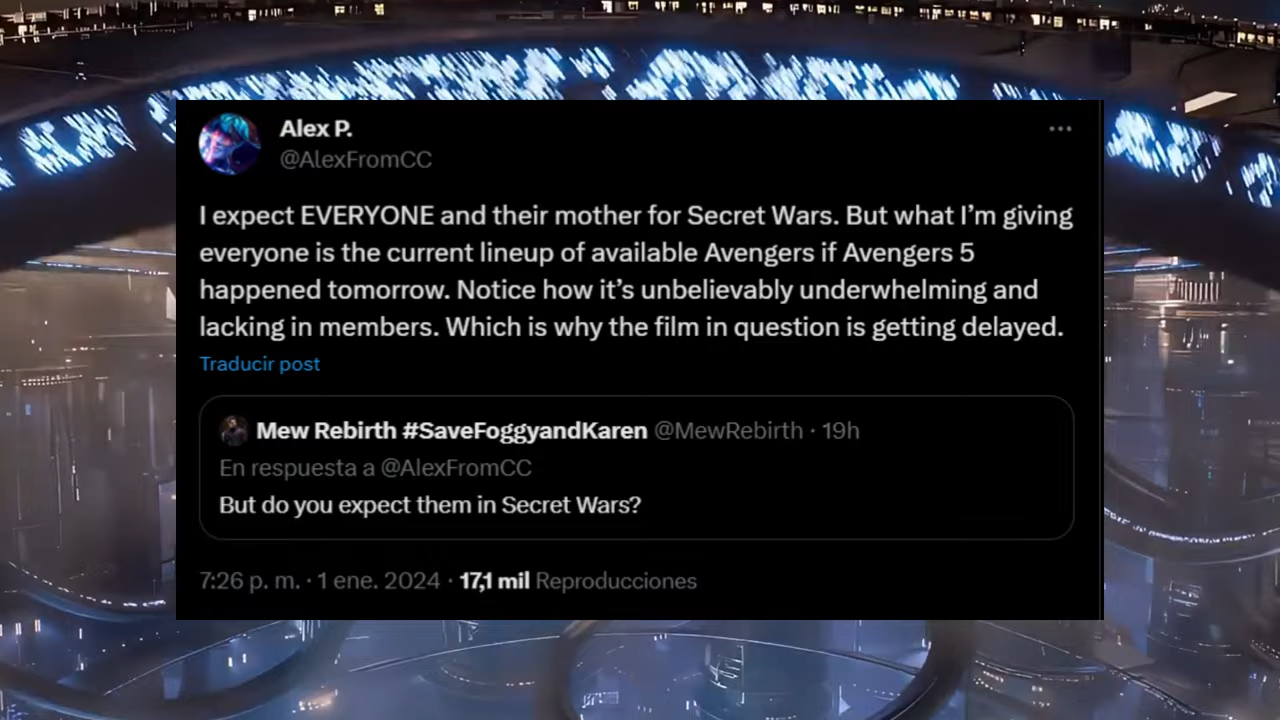 Alex P.
@AlexFromCC
I expect EVERYONE and their mother for Secret Wars. But what I’m giving
everyone is the current lineup of available Avengers if Avengers 5
happened tomorrow. Notice how it’s unbelievably underwhelming and
lacking in members. Which is why the film in question is getting delayed.
Traducir post
Mew Rebirth #SaveFoggyandKaren @MewRebirth · 19h
En respuesta a @AlexFromCC
But do you expect them in Secret Wars?
7:26 p. m. · 1 ene. 2024 · 17,1 mil Reproducciones